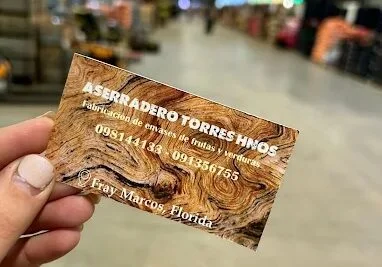 ASERRADERO TORRES HNOS
Fabricación de envases de frutas y verduras
098144133 - 091356755
Fray Marcos, Florida